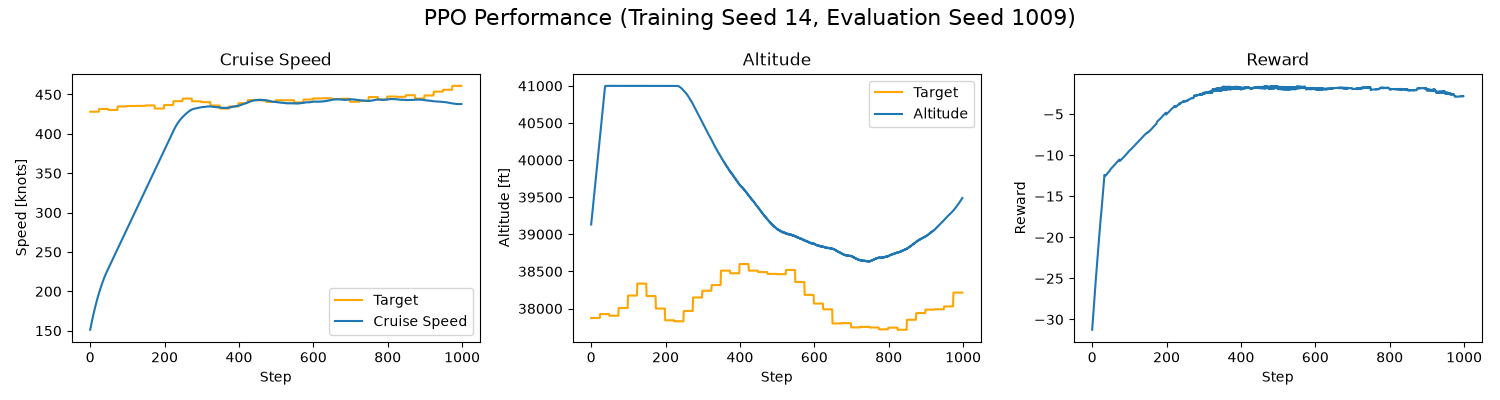 PPO Performance (Training Seed 14, Evaluation Seed 1009)
Cruise Speed
Speed [knots]
450
400
350
300
250
200
150
0 200 400 600 800 1000
Step
Target
Cruise Speed
Altitude
Altitude [ft]
41000
40500
40000
39500
39000
38500
38000
0 200 400 600 800 1000
Step
Target
Altitude
Reward
Reward
−5
−10
−15
−20
−25
−30
0 200 400 600 800 1000
Step